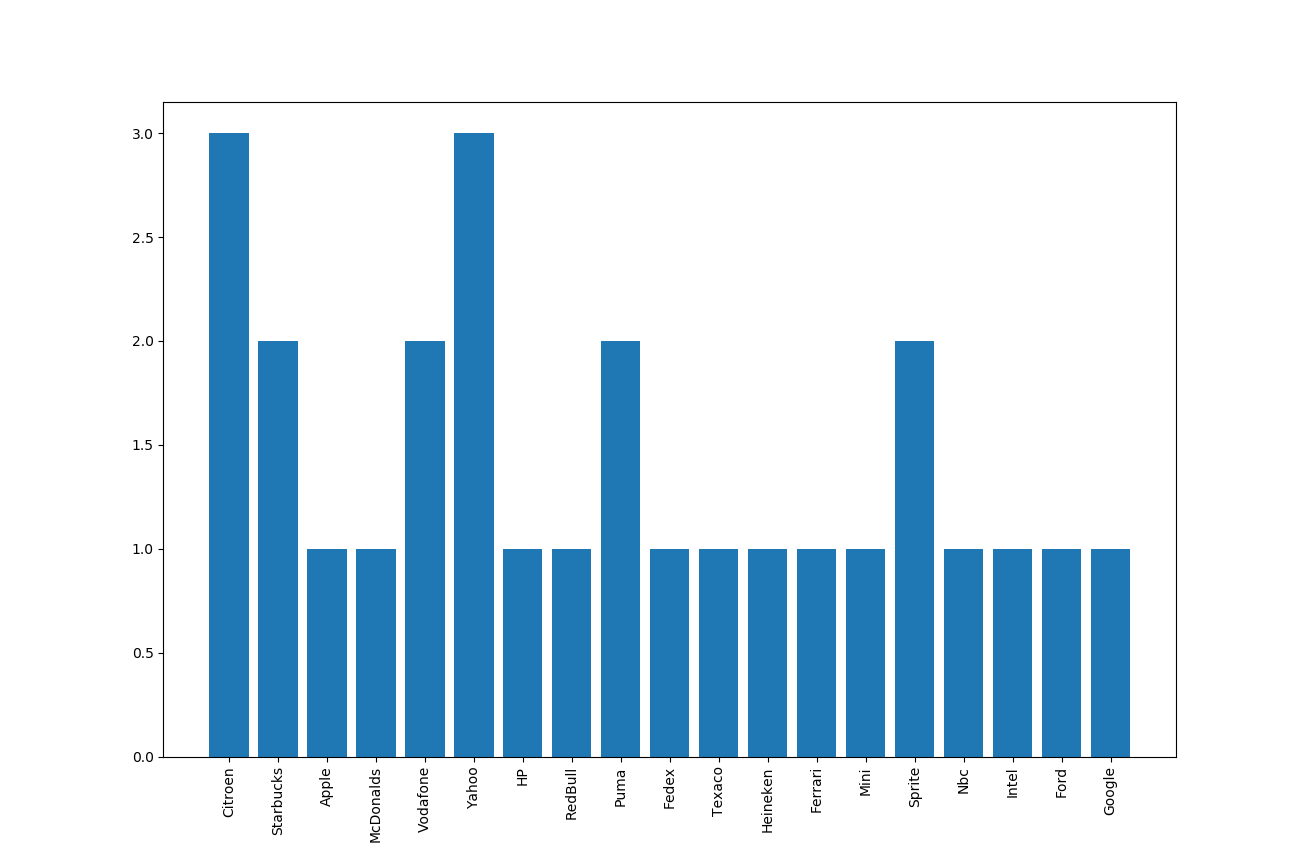 3.0
2.5
2.0
1.5
1.0
0.5
0.0
Citroen
Starbucks
Apple
McDonalds
Vodafone
Yahoo
HP
RedBull
Puma
Fedex
Texaco
Heineken
Ferrari
Mini
Sprite
Nbc
Intel
Ford
Google